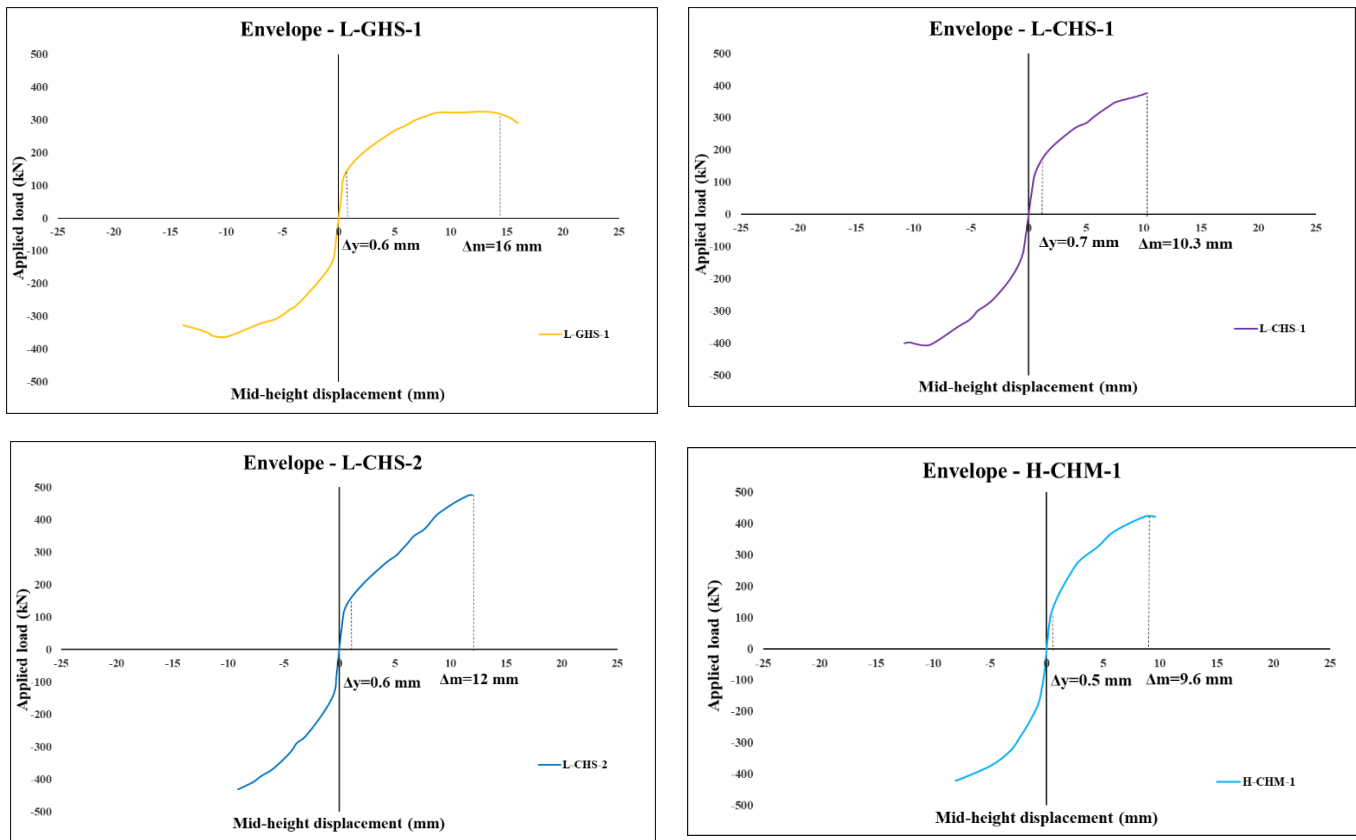 Envelope - L-GHS-1
500
400
300
200
100
0
-100
-200
-300
-400
-500
-25 -20 -15 -10 -5 0 5 10 15 20 25
Δy=0.6 mm Δm=16 mm
Applied load (kN)
L-GHS-1
Mid-height displacement (mm)
Envelope - L-CHS-1
500
400
300
200
100
0
-100
-200
-300
-400
-500
-25 -20 -15 -10 -5 0 5 10 15 20 25
Δy=0.7 mm Δm=10.3 mm
Applied load (kN)
L-CHS-1
Mid-height displacement (mm)
Envelope - L-CHS-2
500
400
300
200
100
0
-100
-200
-300
-400
-500
-25 -20 -15 -10 -5 0 5 10 15 20 25
Δy=0.6 mm Δm=12 mm
Applied load (kN)
L-CHS-2
Mid-height displacement (mm)
Envelope - H-CHM-1
500
400
300
200
100
0
-100
-200
-300
-400
-500
-25 -20 -15 -10 -5 0 5 10 15 20 25
Δy=0.5 mm Δm=9.6 mm
Applied load (kN)
H-CHM-1
Mid-height displacement (mm)